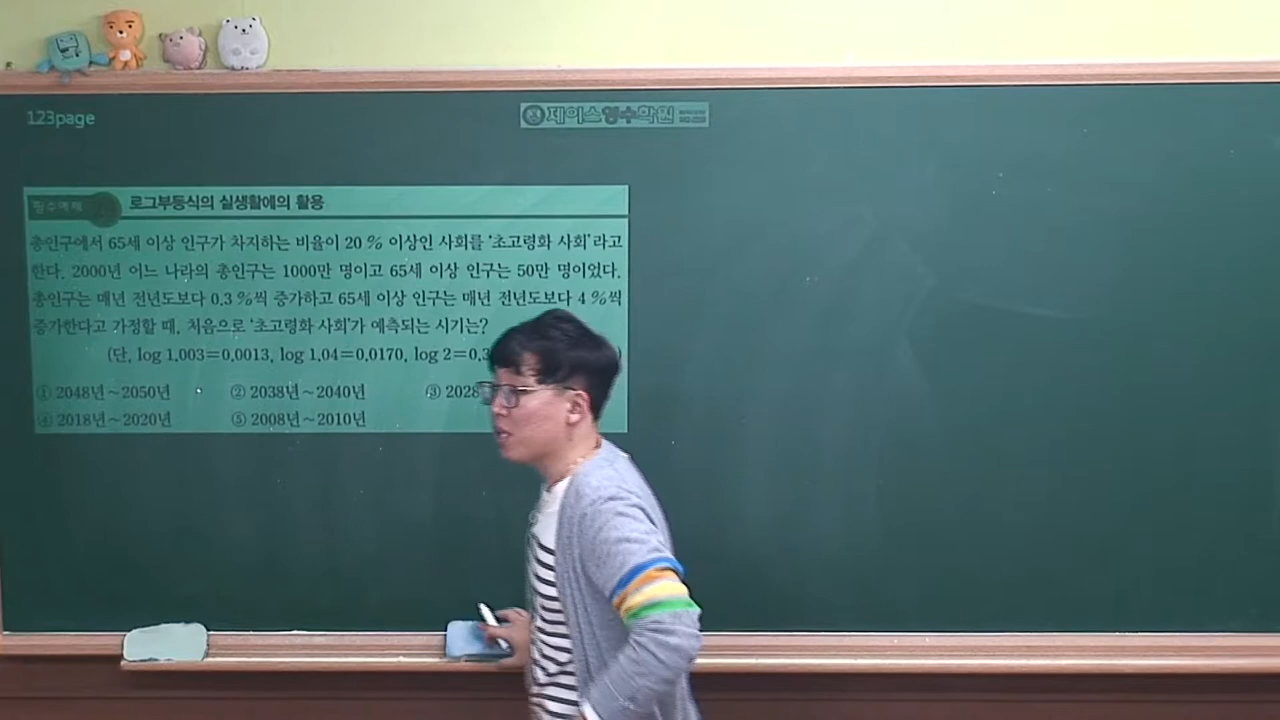 123page
제이스영수학원
필수예제 로그부등식의 실생활에의 활용
총인구에서 65세 이상 인구가 차지하는 비율이 20 % 이상인 사회를 '초고령화 사회'라고
한다. 2000년 어느 나라의 총인구는 1000만 명이고 65세 이상 인구는 50만 명이었다.
총인구는 매년 전년도보다 0.3 %씩 증가하고 65세 이상 인구는 매년 전년도보다 4 %씩
증가한다고 가정할 때, 처음으로 '초고령화 사회'가 예측되는 시기는?
(단, log 1.003=0.0013, log 1.04=0.0170, log 2=0.3
① 2048년~2050년 ② 2038년~2040년 ③ 2028
④ 2018년~2020년 ⑤ 2008년~2010년